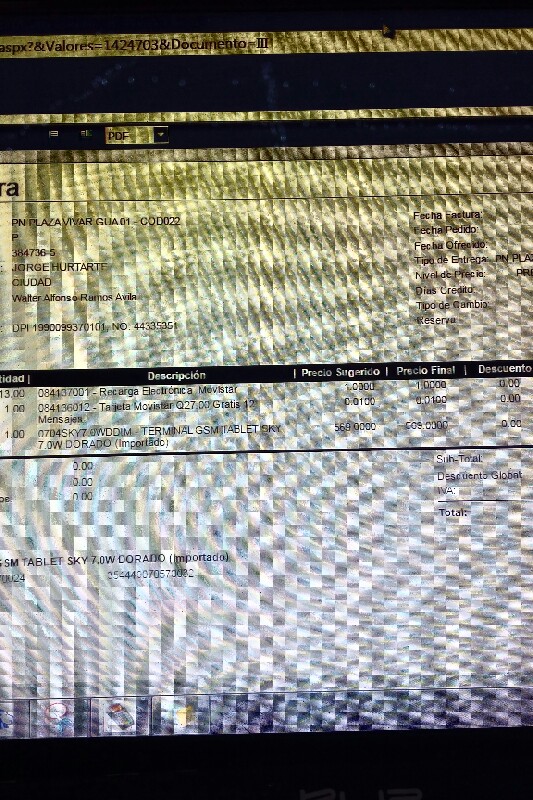 aspx?&Valores=1424703&Documento=III
PDF
ra
PN PLAZA VIVAR GUA 01 - COD022
P
384736-5
Fecha Factura:
Fecha Pedido:
Fecha Ofrecido:
: JORGE HURTARTE
Tipo de Entrega: PN PLA
CIUDAD
Nivel de Precio: PRE
Walter Alfonso Ramos Avila
Dias Credito:
Tipo de Cambio:
: DPI 1990099370101, NO. 44335351
Reserva:
tidad | Descripción | Precio Sugerido | Precio Final | Descuento
13.00 084137001 - Recarga Electrónica Movistar 1.0000 1.0000 0.00
1.00 084136012 - Tarjeta Movistar Q27.00 Gratis 12 0.0100 0.0100 0.00
Mensajes
1.00 0704SKY7.0WDDIM - TERMINAL GSM TABLET SKY 569.0000 569.0000 0.00
7.0W DORADO (Importado)
0.00 Sub-Total:
0.00 Descuento Global
os: 0.00 IVA:
Total:
GSM TABLET SKY 7.0W DORADO (Importado)